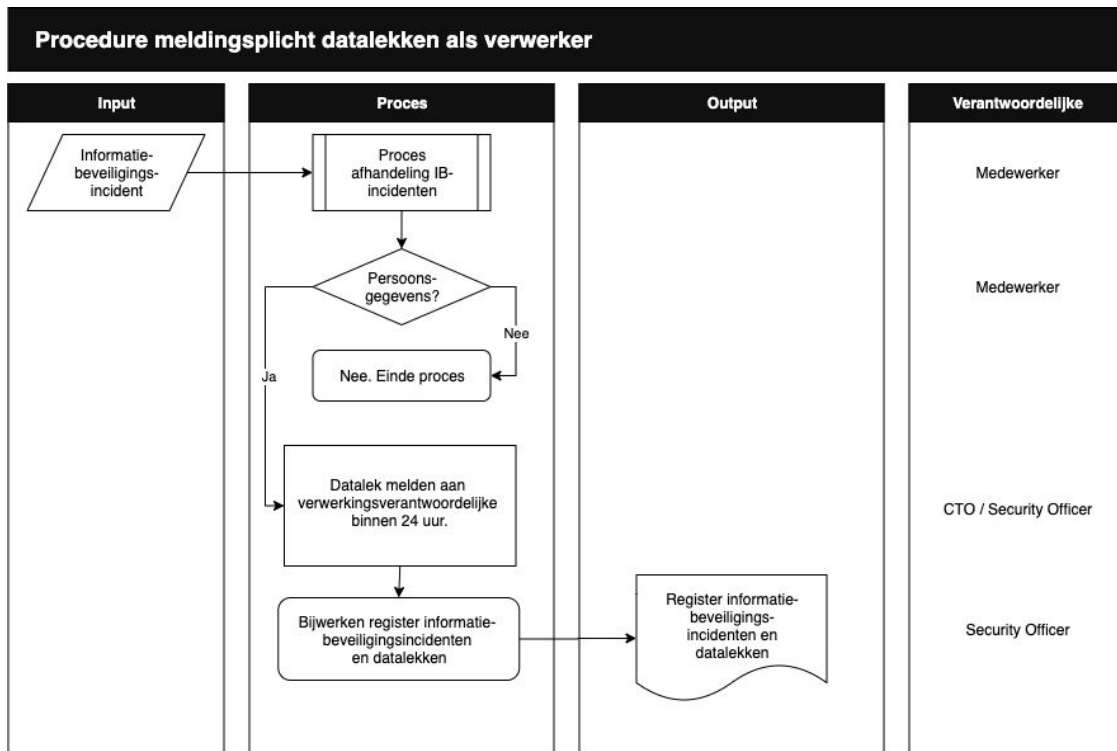 Procedure meldingsplicht datalekken als verwerker
Input
Proces
Output
Verantwoordelijke
Informatie-
beveiligings-
incident
Proces
afhandeling IB-
incidenten
Medewerker
Persoons-
gegevens?
Medewerker
Nee
Ja
Nee. Einde proces
Datalek melden aan
verwerkingsverantwoordelijke
binnen 24 uur.
CTO / Security Officer
Bijwerken register informatie-
beveiligingsincidenten
en datalekken
Register informatie-
beveiligings-
incidenten en
datalekken
Security Officer